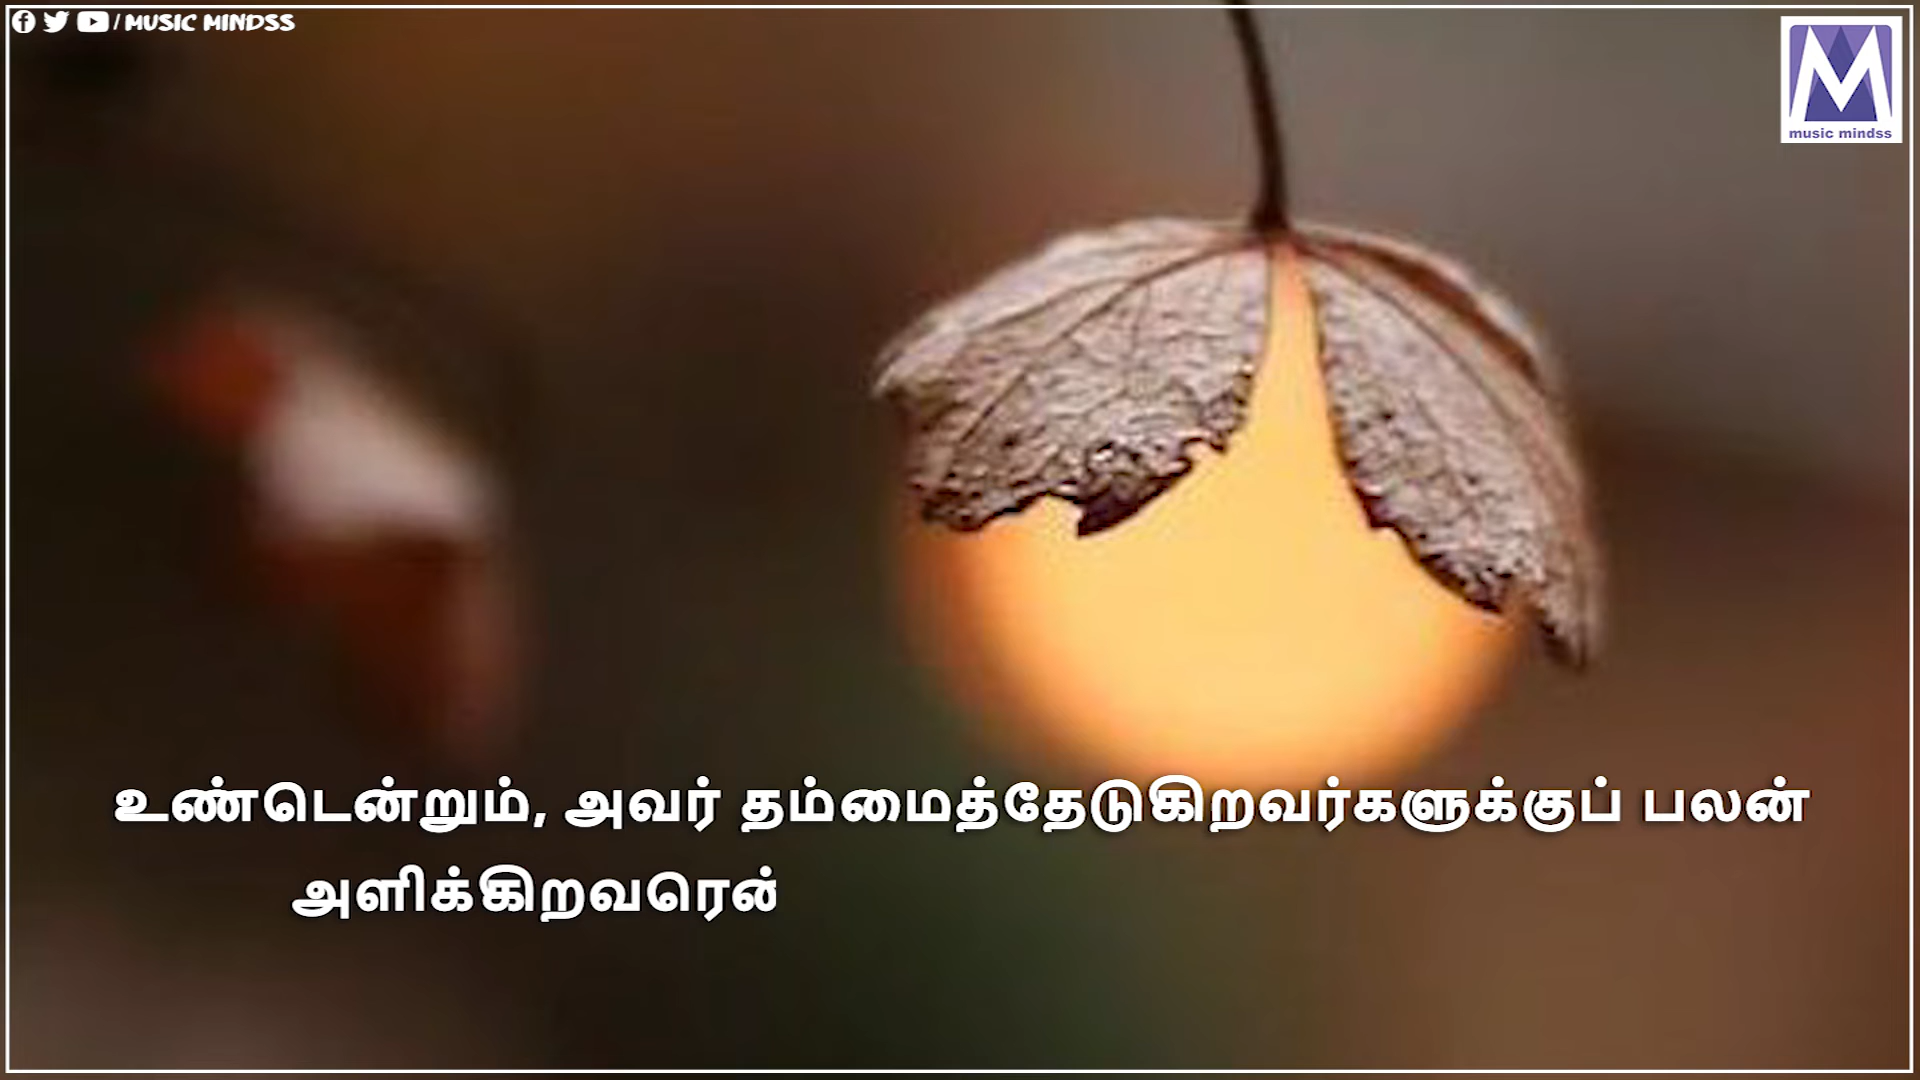 / MUSIC MINDSS
M
music mindss
உண்டென்றும், அவர் தம்மைத்தேடுகிறவர்களுக்குப் பலன்
அளிக்கிறவரென்